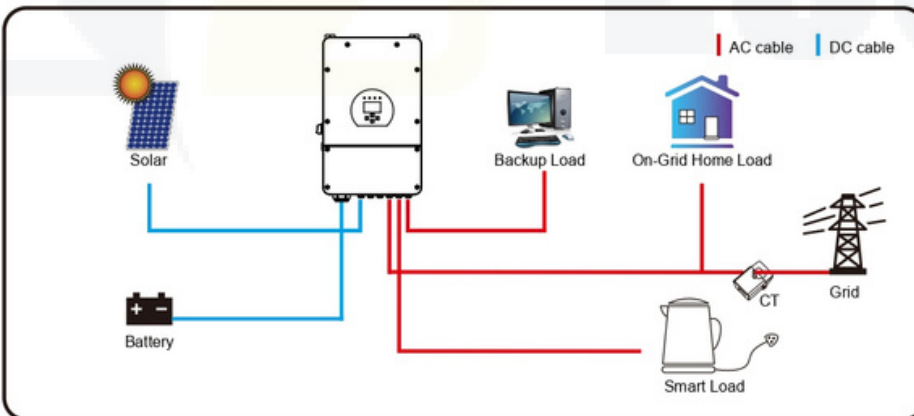 AC cable
DC cable
Solar
Backup Load
On-Grid Home Load
CT
Grid
Battery
Smart Load